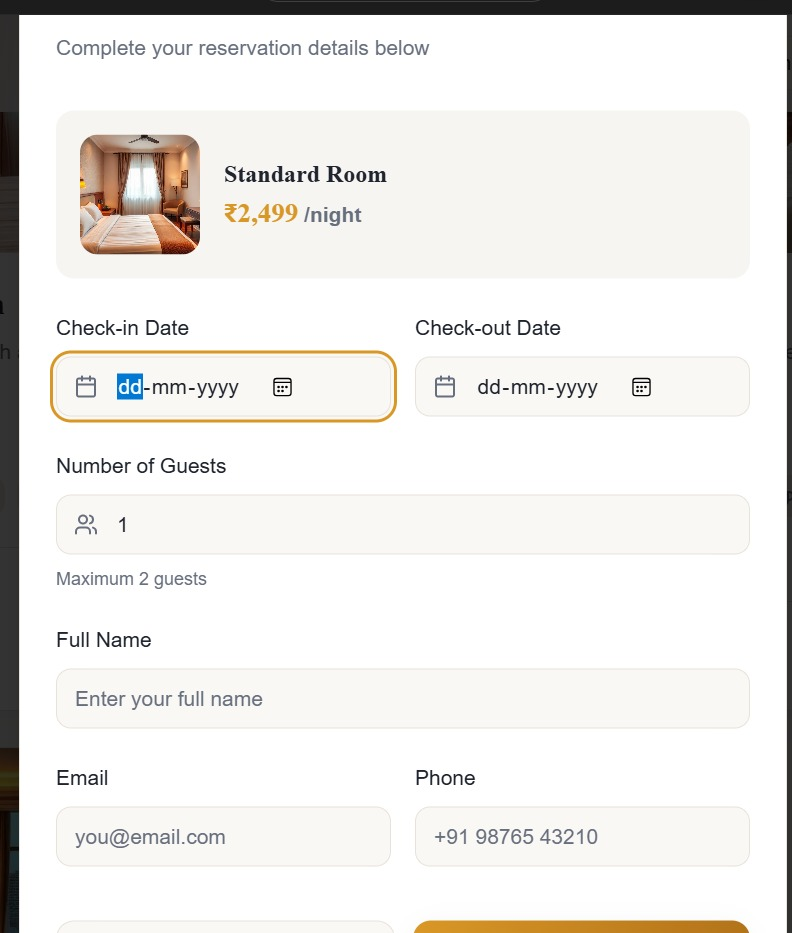 Complete your reservation details below
Standard Room
₹2,499 /night
Check-in Date
Check-out Date
dd-mm-yyyy
dd-mm-yyyy
Number of Guests
1
Maximum 2 guests
Full Name
Enter your full name
Email
Phone
you@email.com
+91 98765 43210